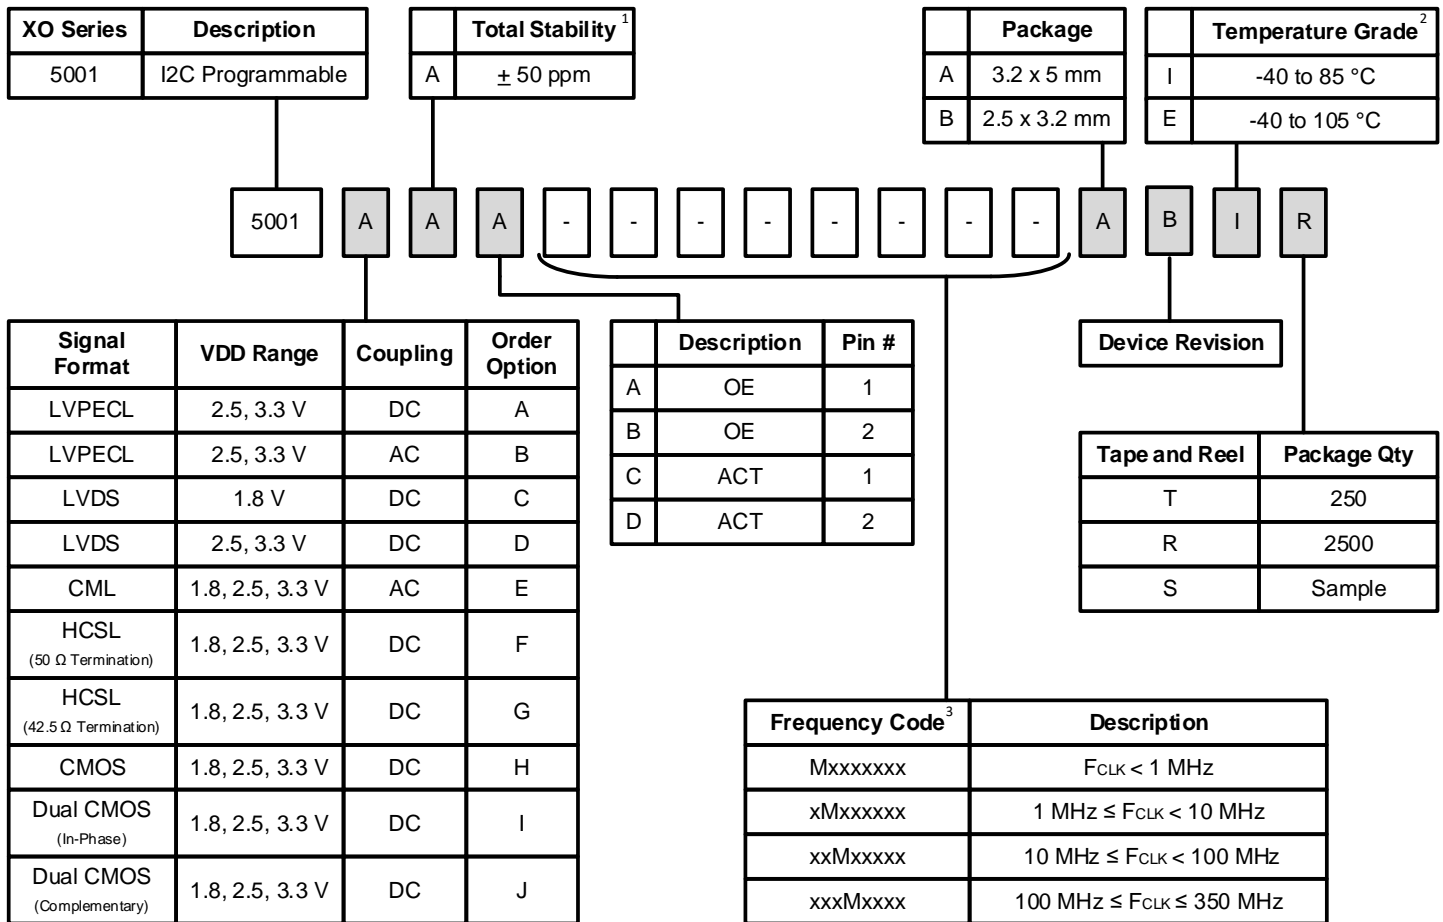 XO Series Description
5001 I2C Programmable
Total Stability 1
A ± 50 ppm
Package
A 3.2 x 5 mm
B 2.5 x 3.2 mm
Temperature Grade 2
I -40 to 85 °C
E -40 to 105 °C
5001 A A A - - - - - - - - A B I R
Signal Format VDD Range Coupling Order Option
LVPECL 2.5, 3.3 V DC A
LVPECL 2.5, 3.3 V AC B
LVDS 1.8 V DC C
LVDS 2.5, 3.3 V DC D
CML 1.8, 2.5, 3.3 V AC E
HCSL (50 Ω Termination) 1.8, 2.5, 3.3 V DC F
HCSL (42.5 Ω Termination) 1.8, 2.5, 3.3 V DC G
CMOS 1.8, 2.5, 3.3 V DC H
Dual CMOS (In-Phase) 1.8, 2.5, 3.3 V DC I
Dual CMOS (Complementary) 1.8, 2.5, 3.3 V DC J
Description Pin #
A OE 1
B OE 2
C ACT 1
D ACT 2
Device Revision
Tape and Reel Package Qty
T 250
R 2500
S Sample
Frequency Code 3 Description
Mxxxxxxx FCLK < 1 MHz
xMxxxxxx 1 MHz ≤ FCLK < 10 MHz
xxMxxxxx 10 MHz ≤ FCLK < 100 MHz
xxxMxxxx 100 MHz ≤ FCLK ≤ 350 MHz